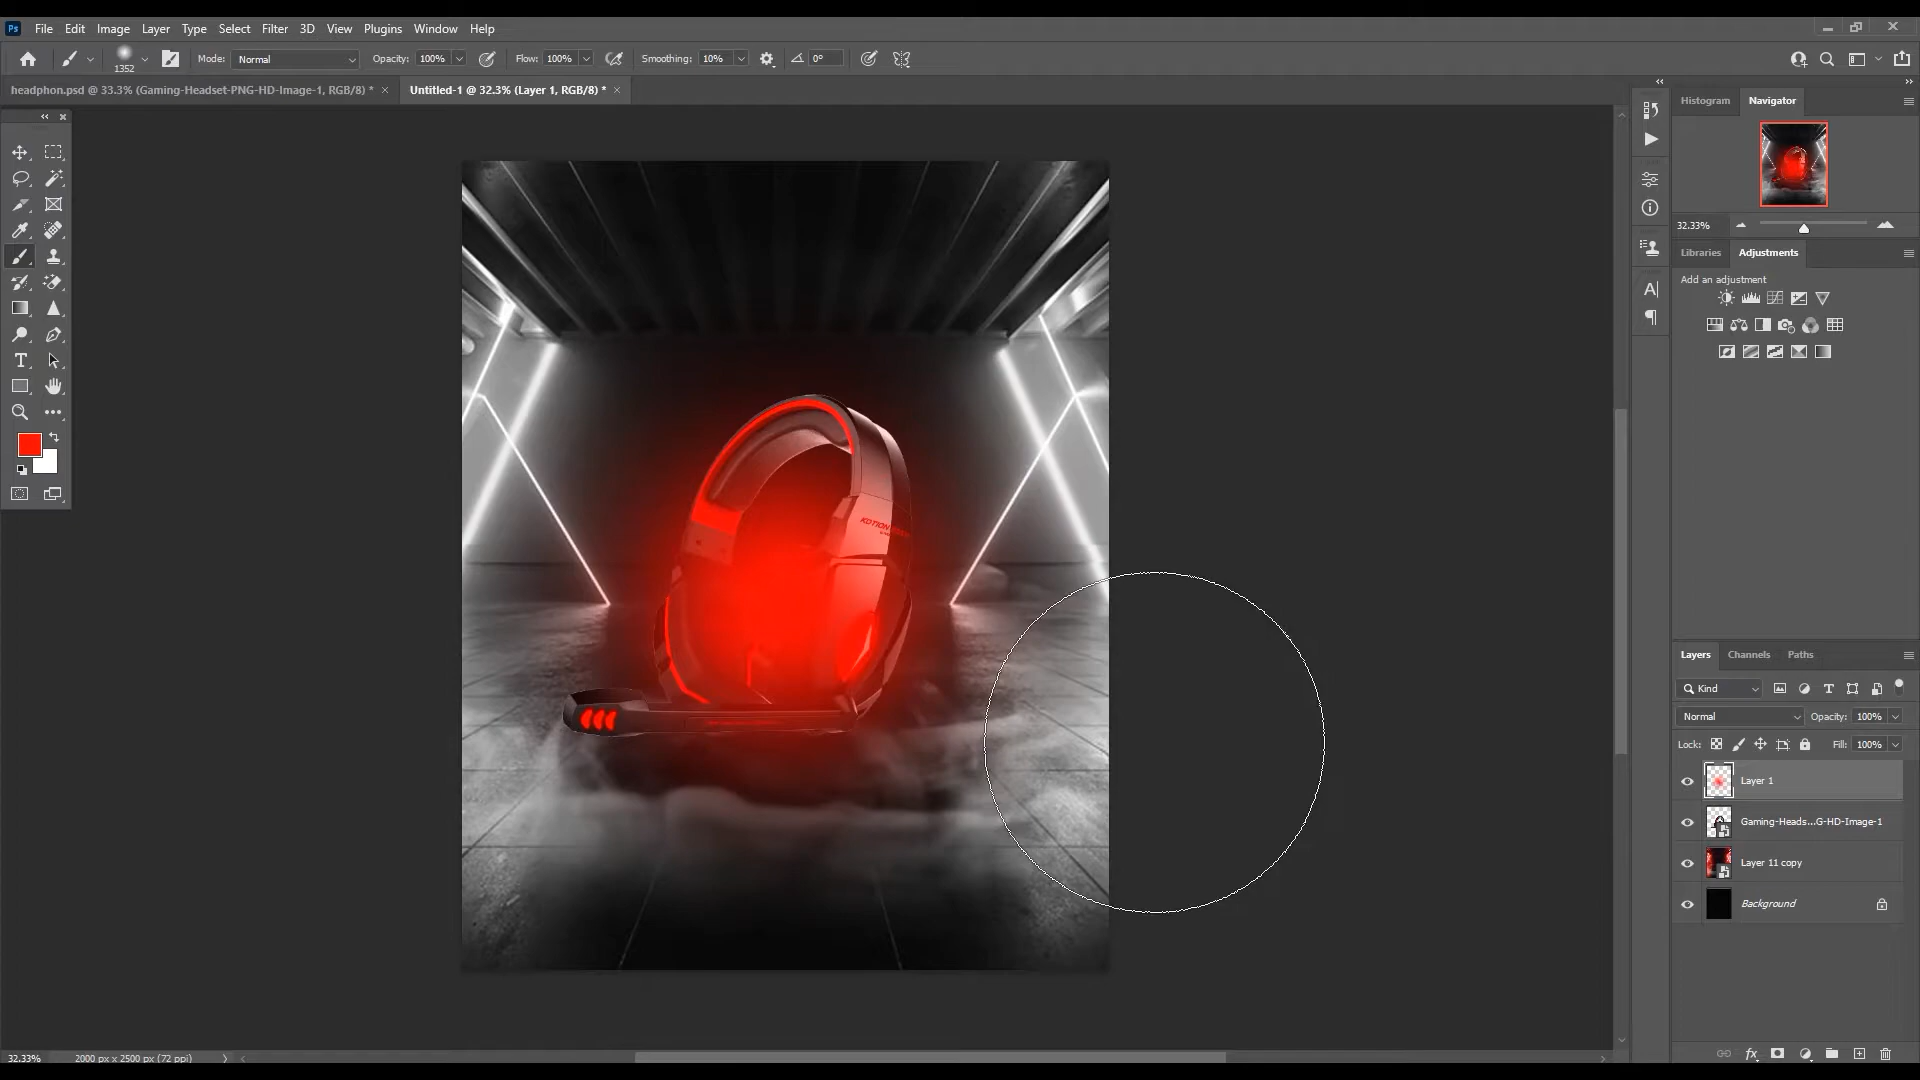 Ps File Edit Image Layer Type Select Filter 3D View Plugins Window Help
1352 Mode: Normal Opacity: 100% Flow: 100% Smoothing: 10% 0°
headphon.psd @ 33.3% (Gaming-Headset-PNG-HD-Image-1, RGB/8) * × Untitled-1 @ 32.3% (Layer 1, RGB/8) * ×
Histogram Navigator
32.33%
Libraries Adjustments
Add an adjustment
KOTION
Layers Channels Paths
Kind
Normal Opacity: 100%
Lock: Fill: 100%
Layer 1
Gaming-Heads...G-HD-Image-1
Layer 11 copy
Background
32.33% 2000 px x 2500 px (72 ppi)